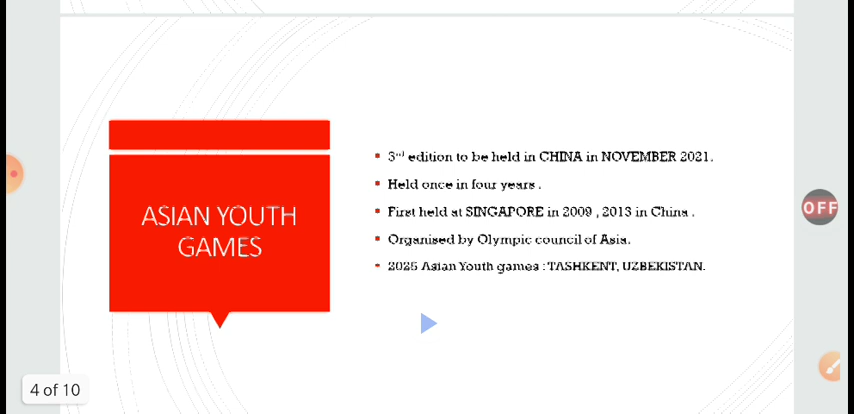 ASIAN YOUTH
GAMES
3rd edition to be held in CHINA in NOVEMBER 2021.
Held once in four years .
First held at SINGAPORE in 2009 , 2013 in China .
Organised by Olympic council of Asia.
2025 Asian Youth games : TASHKENT, UZBEKISTAN.
OFF
4 of 10